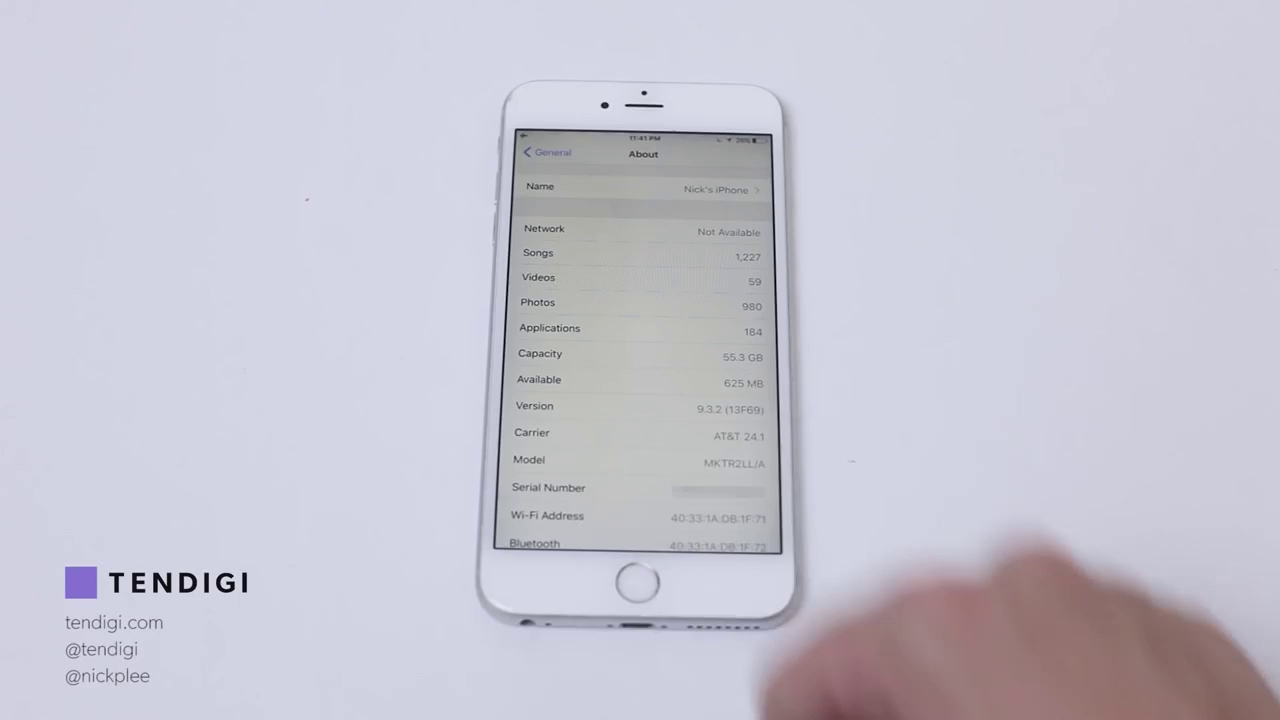 11:41 PM
26%
General
About
Name Nick's iPhone
Network Not Available
Songs 1,227
Videos 59
Photos 980
Applications 184
Capacity 55.3 GB
Available 625 MB
Version 9.3.2 (13F69)
Carrier AT&T 24.1
Model MKTR2LL/A
Serial Number
Wi-Fi Address 40:33:1A:DB:1F:71
Bluetooth 40:33:1A:DB:1F:72
TENDIGI
tendigi.com
@tendigi
@nickplee